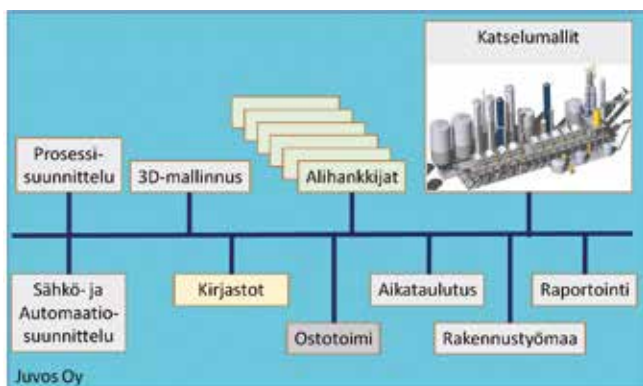 Katselumallit
Prosessi-
suunnittelu
3D-mallinnus
Alihankkijat
Sähkö- ja
Automaatio-
suunnittelu
Kirjastot
Aikataulutus
Raportointi
Ostotoimi
Rakennustyömaa
Juvos Oy